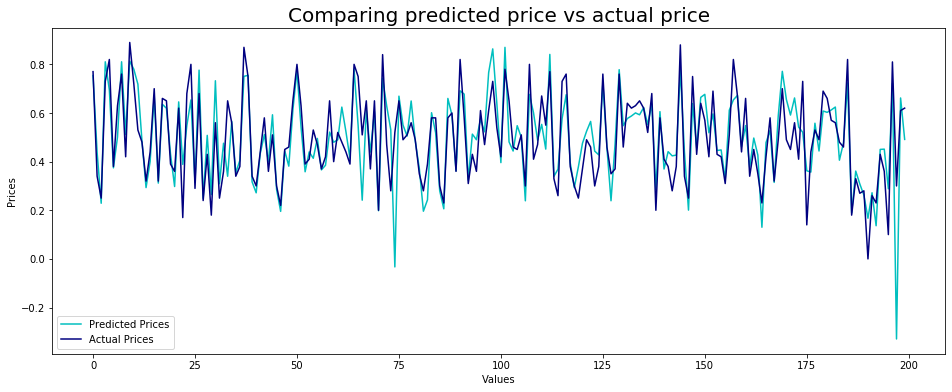 Comparing predicted price vs actual price
Prices
0.8
0.6
0.4
0.2
0.0
−0.2
Predicted Prices
Actual Prices
0 25 50 75 100 125 150 175 200
Values